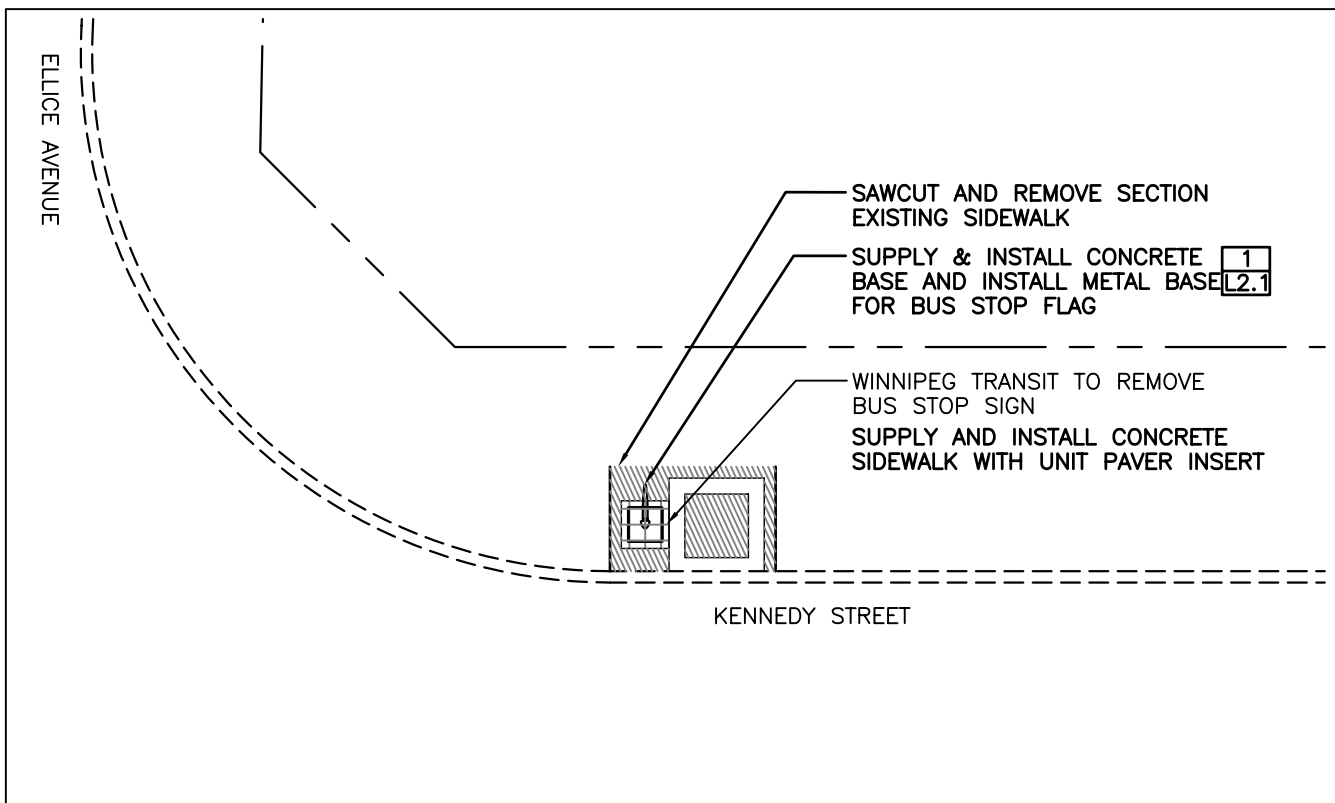 ELLICE AVENUE
SAWCUT AND REMOVE SECTION
EXISTING SIDEWALK
SUPPLY & INSTALL CONCRETE
BASE AND INSTALL METAL BASE
FOR BUS STOP FLAG
1
L2.1
WINNIPEG TRANSIT TO REMOVE
BUS STOP SIGN
SUPPLY AND INSTALL CONCRETE
SIDEWALK WITH UNIT PAVER INSERT
KENNEDY STREET